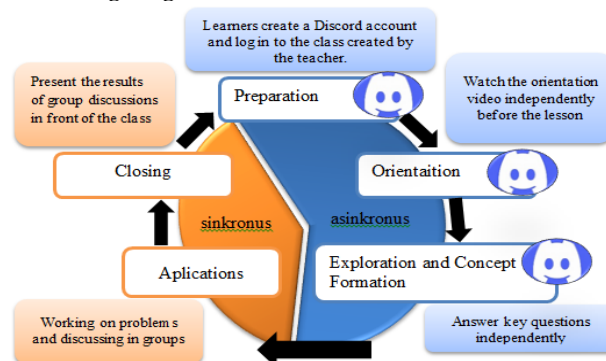 Learners create a Discord account
and log in to the class created by
the teacher.
Present the results
of group discussions
in front of the class
Preparation
Watch the orientation
video independently
before the lesson
Closing
Orientaition
sinkronus
asinkronus
Aplications
Exploration and Concept
Formation
Working on problems
and discussing in groups
Answer key questions
independently